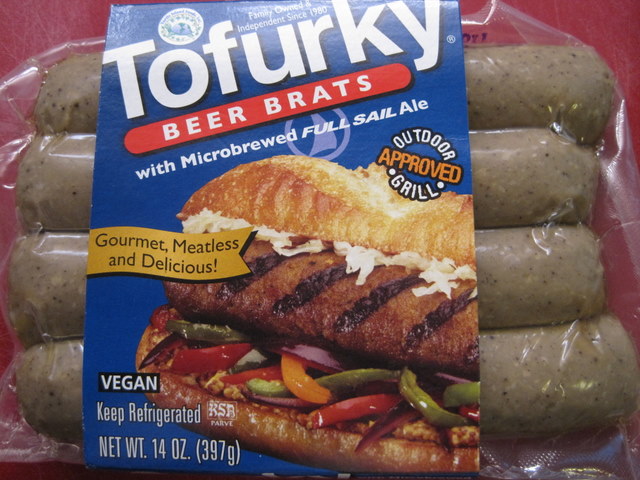 Family Owned &
Independent Since 1980
Tofurky®
BEER BRATS
with Microbrewed FULL SAIL Ale
OUTDOOR
APPROVED
GRILL
Gourmet, Meatless
and Delicious!
VEGAN
Keep Refrigerated KSA
PARVE
NET WT. 14 OZ. (397g)